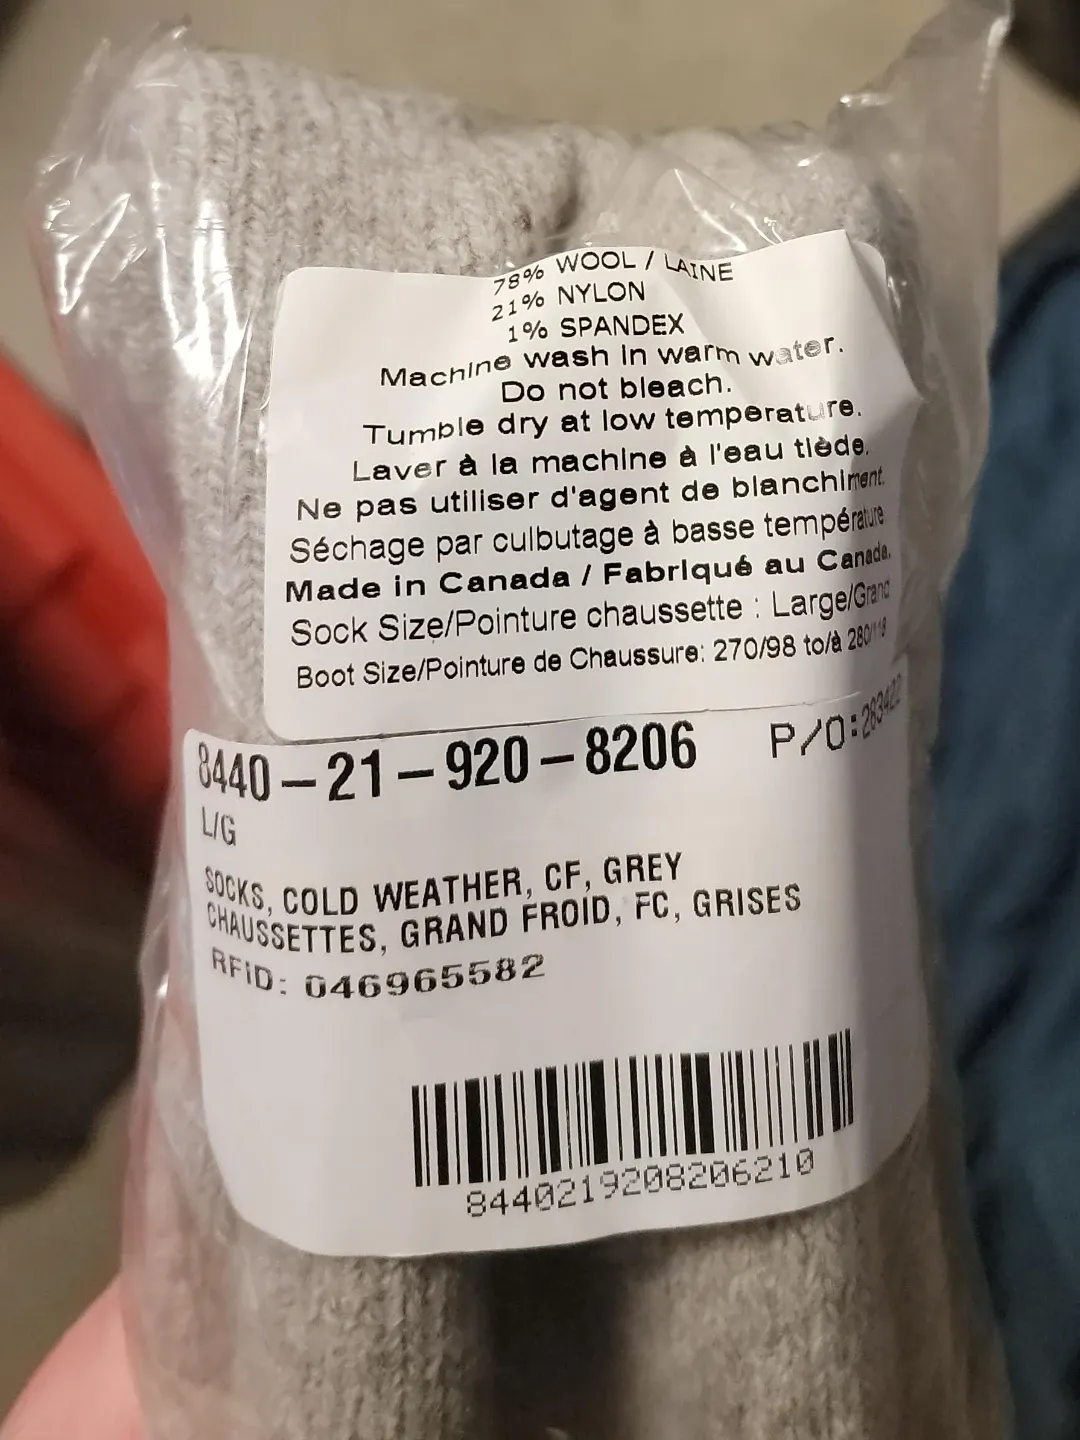 78% WOOL / LAINE
21% NYLON
1% SPANDEX
Machine wash in warm water.
Do not bleach.
Tumble dry at low temperature.
Laver à la machine à l'eau tiède.
Ne pas utiliser d'agent de blanchiment.
Séchage par culbutage à basse température
Made in Canada / Fabriqué au Canada.
Sock Size/Pointure chaussette : Large/Grand
Boot Size/Pointure de Chaussure: 270/98 to/à 280/118
8440-21-920-8206 P/O:
L/G
SOCKS, COLD WEATHER, CF, GREY
CHAUSSETTES, GRAND FROID, FC, GRISES
RFiD: 046965582
8440219208206210